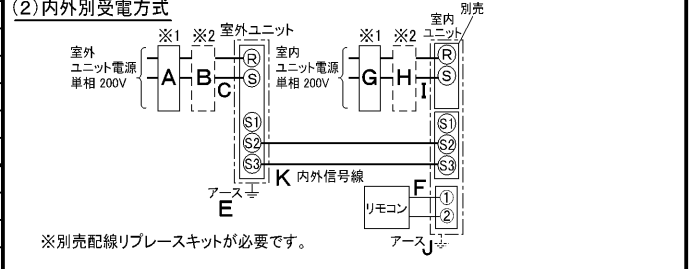 (2)内外別受電方式
別売
※1 ※2 室外ユニット
※1 ※2 室内ユニット
室外
ユニット電源
単相 200V
A B C
R
S
S1
S2
S3
室内
ユニット電源
単相 200V
G H I
R
S
S1
S2
S3
K 内外信号線
アース
E
リモコン
F
1
2
アース J
※別売配線リプレースキットが必要です。